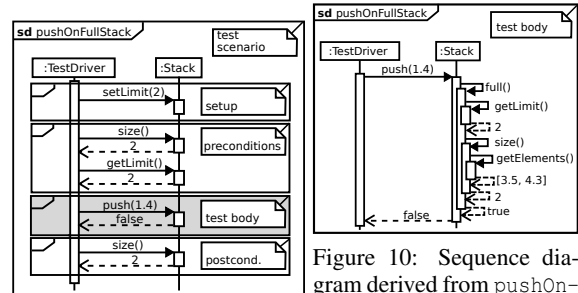 sd pushOnFullStack
test
scenario
:TestDriver
:Stack
setLimit(2)
setup
size()
2
preconditions
getLimit()
2
push(1.4)
false
test body
size()
2
postcond.
sd pushOnFullStack
test body
:TestDriver
:Stack
push(1.4)
full()
getLimit()
2
size()
getElements()
[3.5, 4.3]
2
true
false
Figure 10: Sequence dia-
gram derived from pushOn-